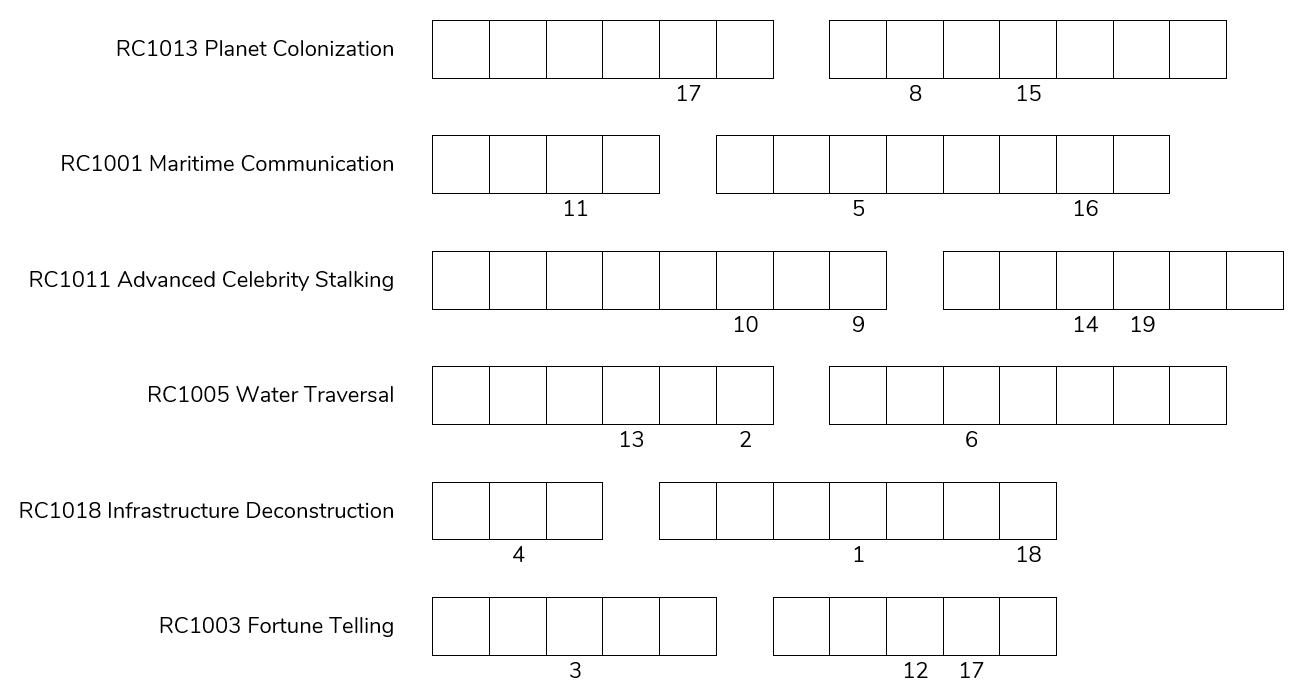 RC1013 Planet Colonization
17 8 15
RC1001 Maritime Communication
11 5 16
RC1011 Advanced Celebrity Stalking
10 9 14 19
RC1005 Water Traversal
13 2 6
RC1018 Infrastructure Deconstruction
4 1 18
RC1003 Fortune Telling
3 12 17